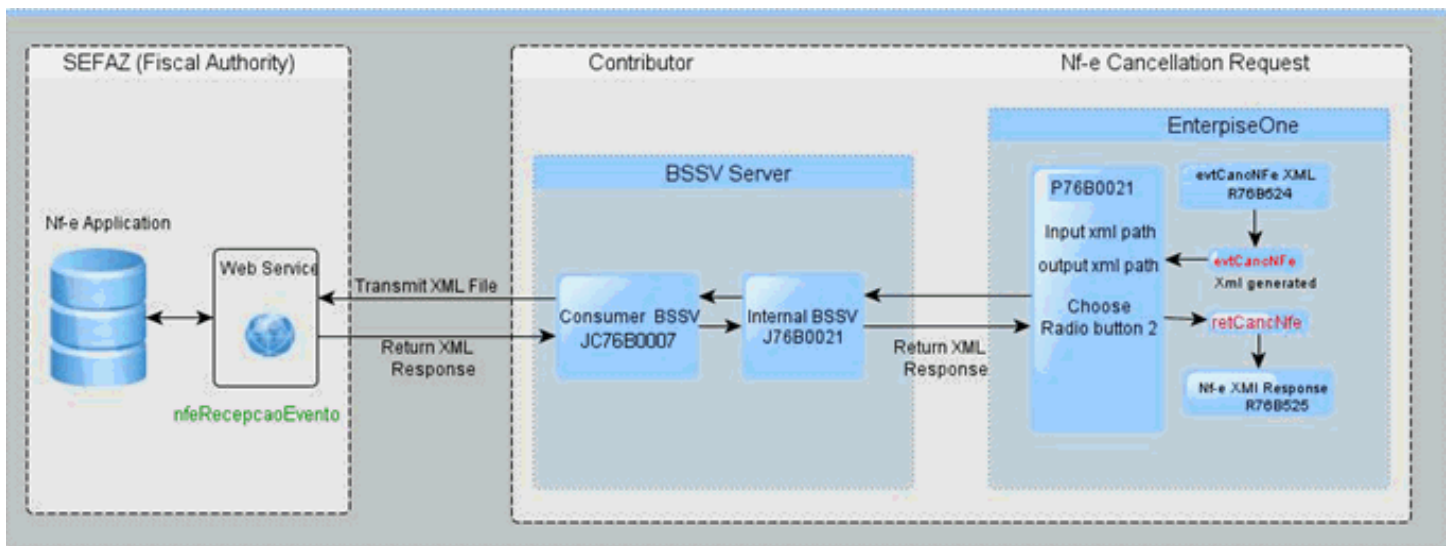 SEFAZ (Fiscal Authority)
Contributor
Nf-e Cancellation Request
EnterpiseOne
BSSV Server
P76B0021
evtCancNFe XML
R76B524
Nf-e Application
Input xml path
Web Service
output xml path
evtCancNFe
Xml generated
Transmit XML File
Consumer BSSV
JC76B0007
Internal BSSV
J76B0021
Choose
Radio button 2
retCancNfe
Return XML
Response
Return XML
Response
Nf-e XMl Response
R76B525
nfeRecepcaoEvento